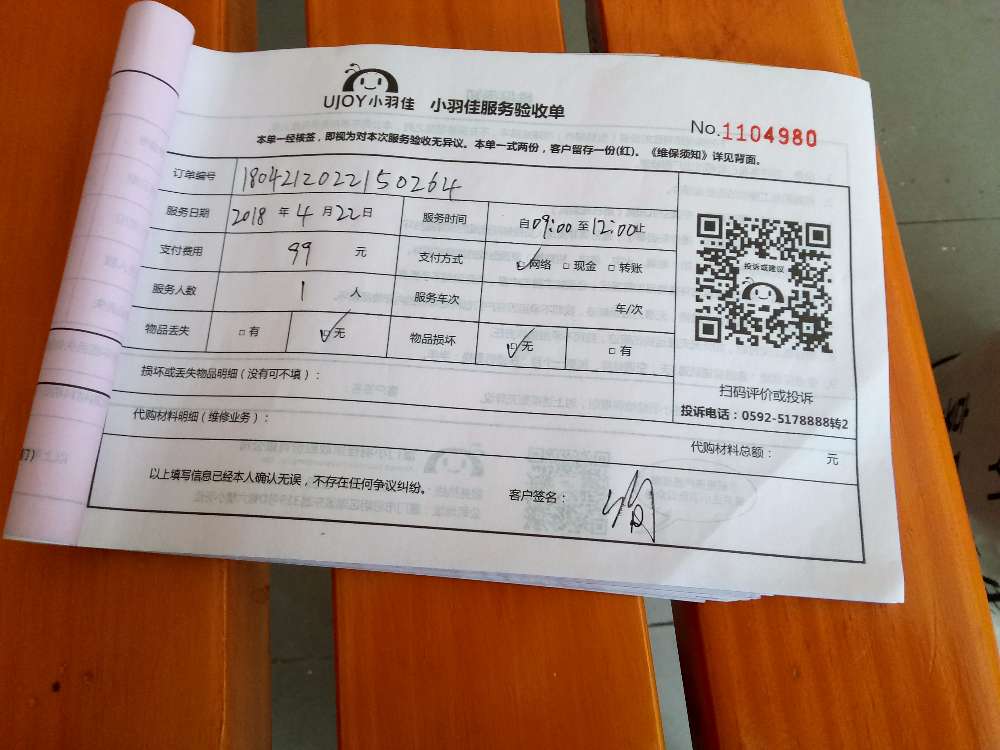 UJOY小羽佳 小羽佳服务验收单
No.1104980
本单一经核签，即视为对本次服务验收无异议。本单一式两份，客户留存一份(红)。《维保须知》详见背面。
订单编号 180421202215026​4
服务日期 2018 年 4 月 22 日 服务时间 自 09:00 至 12:00 止
支付费用 99 元 支付方式 □网络 □现金 □转账
服务人数 1 人 服务车次 年/次
物品丢失 □有 □无 物品损坏 □无 □有
投诉或建议
扫码评价或投诉
投诉电话：0592-5178888转2
损坏或丢失物品明细（没有可不填）：
代购材料明细（维修业务）： 代购材料总额： 元
以上填写信息已经本人确认无误，不存在任何争议纠纷。 客户签名：